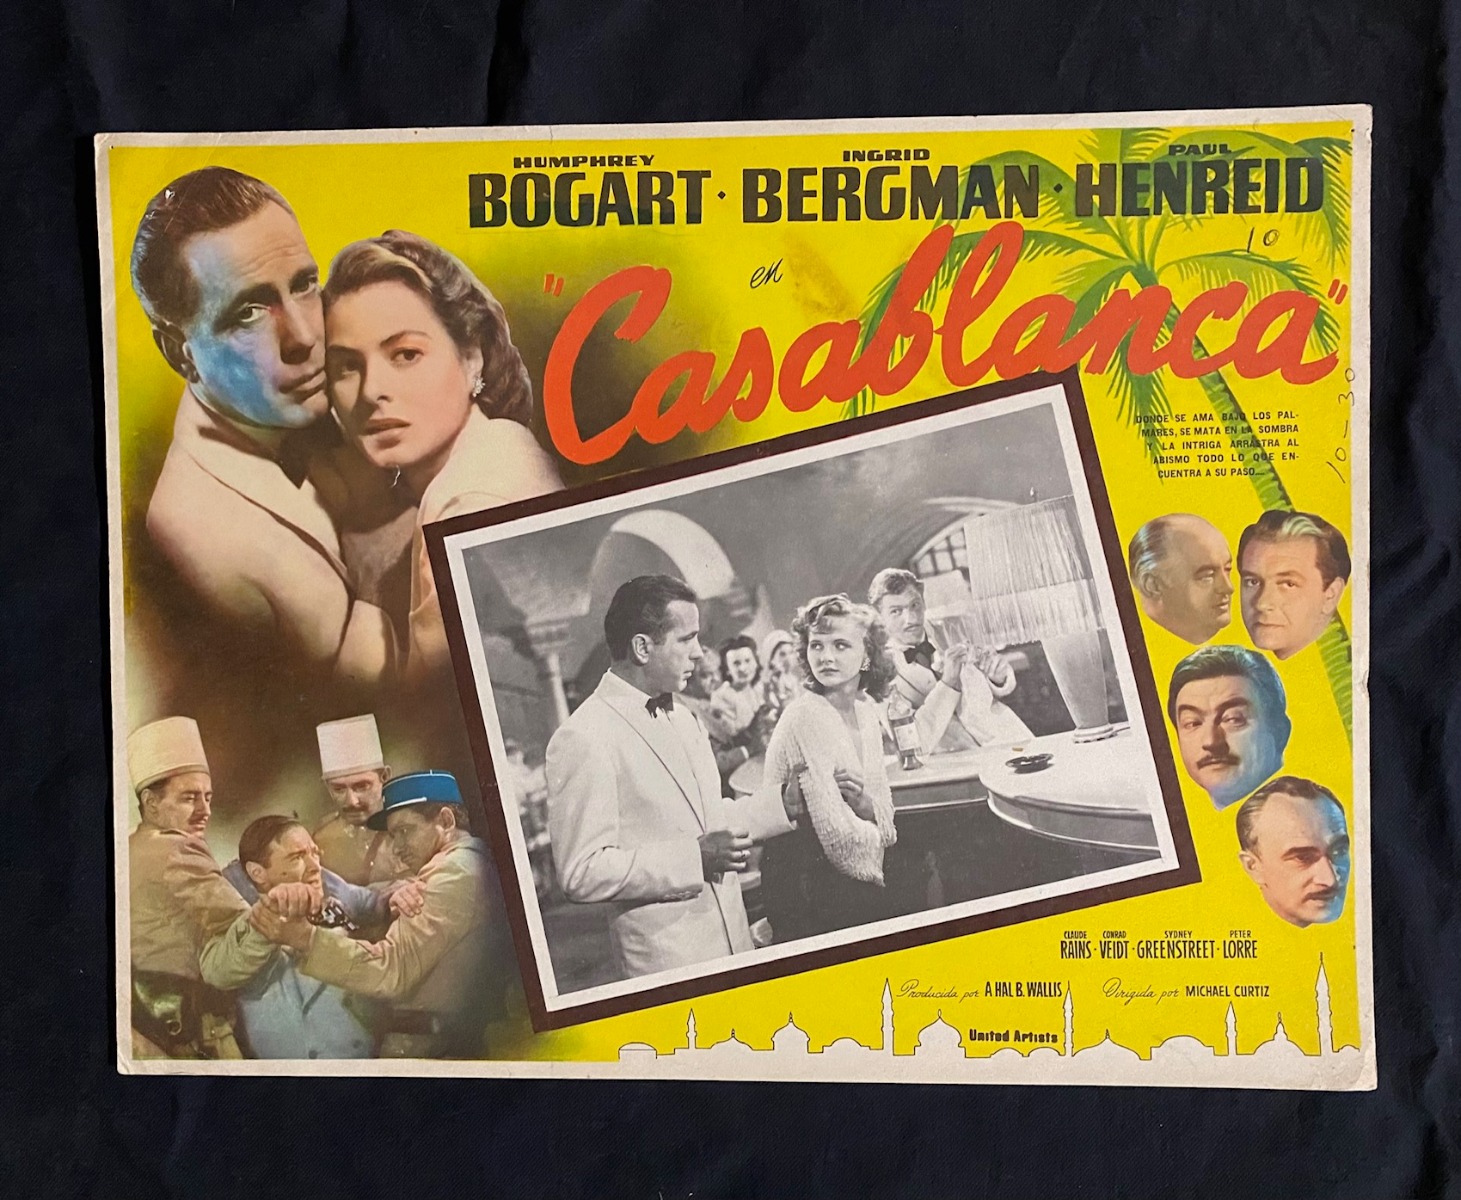 HUMPHREY INGRID PAUL
BOGART · BERGMAN · HENREID
10
en
"Casablanca"
10-30
DONDE SE AMA BAJO LOS PAL-
MARES, SE MATA EN LA SOMBRA
Y LA INTRIGA ARRASTRA AL
ABISMO TODO LO QUE EN-
CUENTRA A SU PASO...
CLAUDE CONRAD SYDNEY PETER
RAINS · VEIDT · GREENSTREET · LORRE
Producida por A HAL B. WALLIS Dirigida por MICHAEL CURTIZ
United Artists